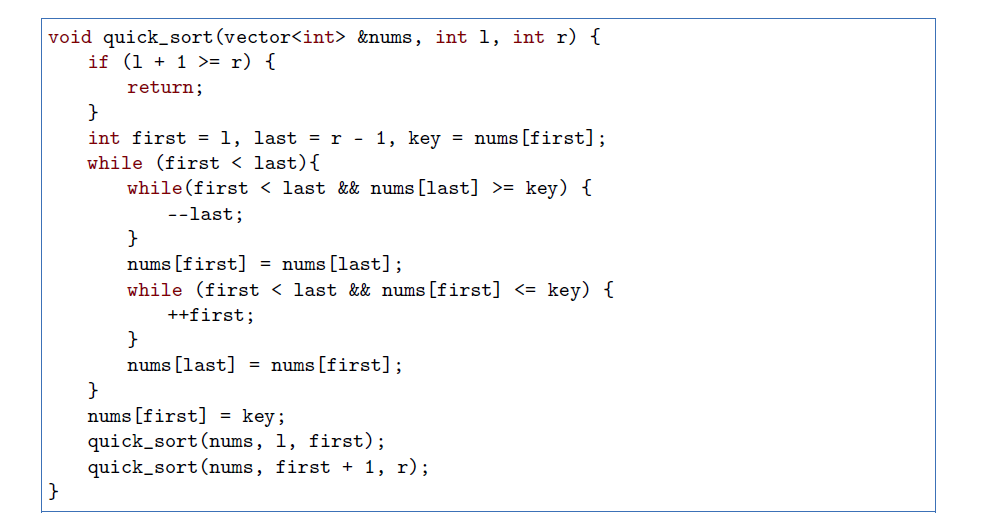 void quick_sort(vector<int> &nums, int l, int r) {
    if (l + 1 >= r) {
        return;
    }
    int first = l, last = r - 1, key = nums[first];
    while (first < last){
        while(first < last && nums[last] >= key) {
            --last;
        }
        nums[first] = nums[last];
        while (first < last && nums[first] <= key) {
            ++first;
        }
        nums[last] = nums[first];
    }
    nums[first] = key;
    quick_sort(nums, l, first);
    quick_sort(nums, first + 1, r);
}